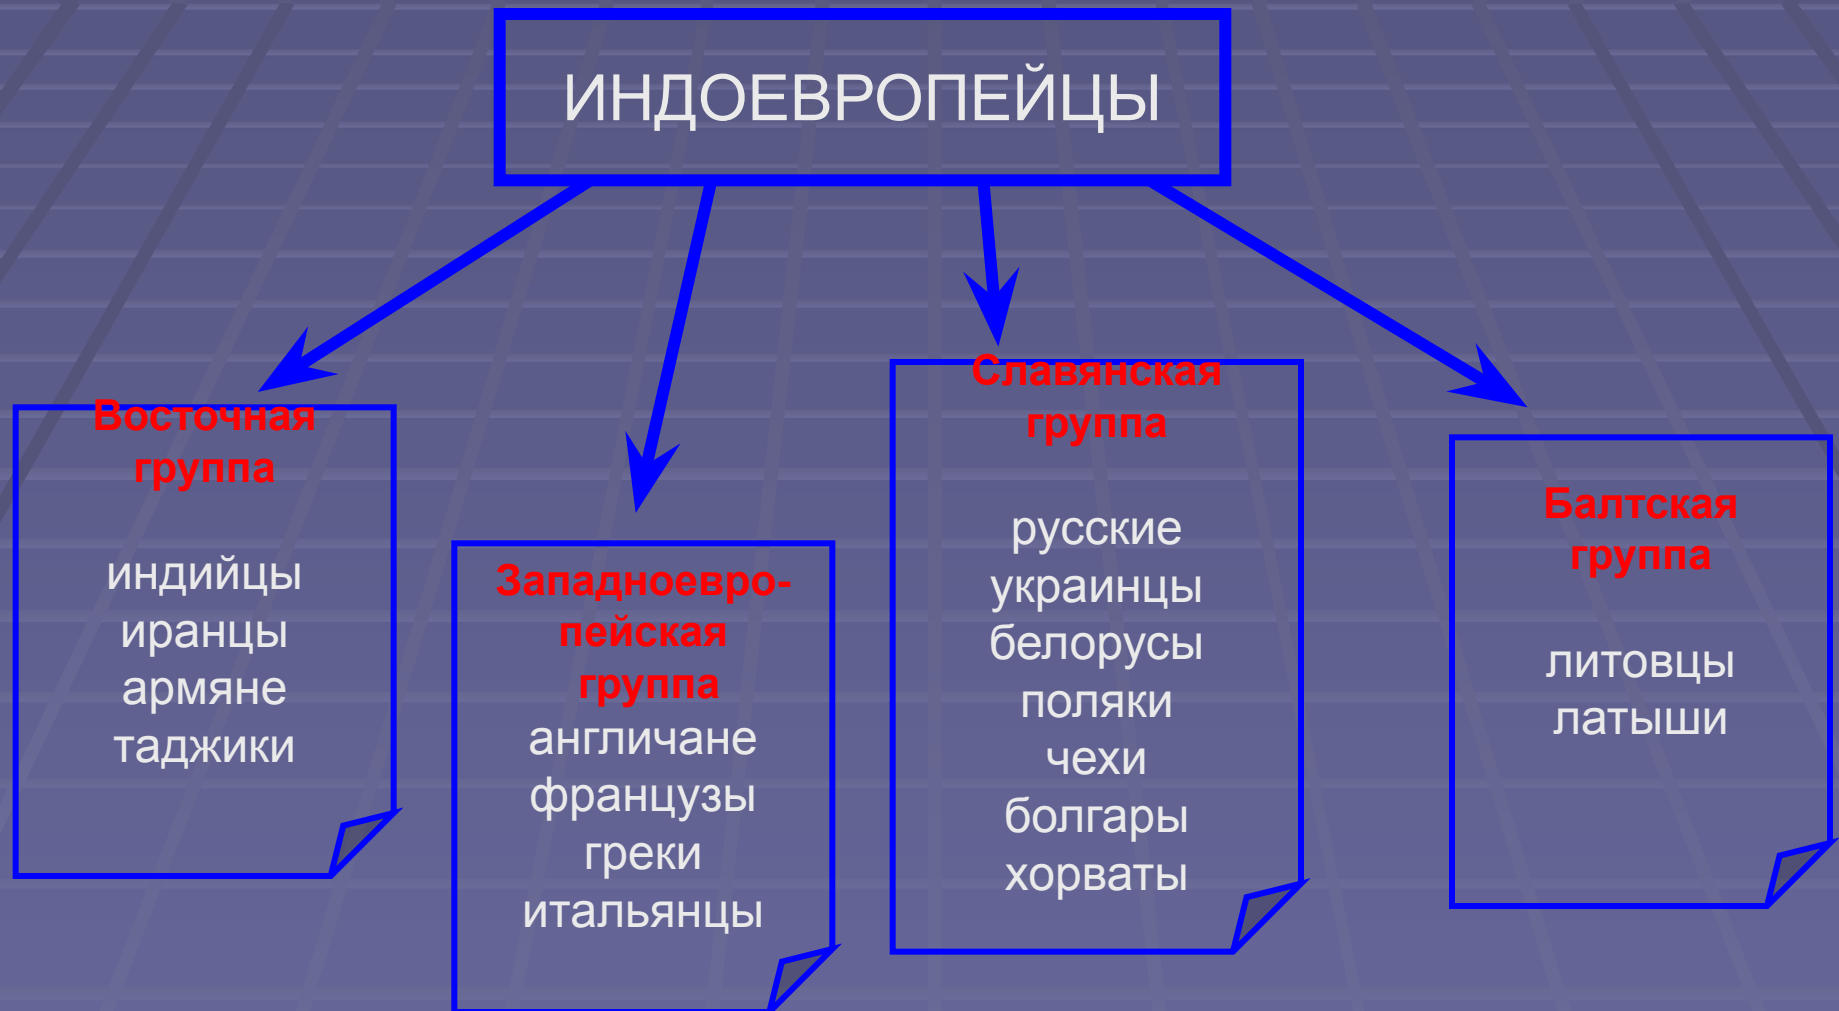 ИНДОЕВРОПЕЙЦЫ
Восточная
группа
индийцы
иранцы
армяне
таджики
Западноевро-
пейская
группа
англичане
французы
греки
итальянцы
Славянская
группа
русские
украинцы
белорусы
поляки
чехи
болгары
хорваты
Балтская
группа
литовцы
латыши